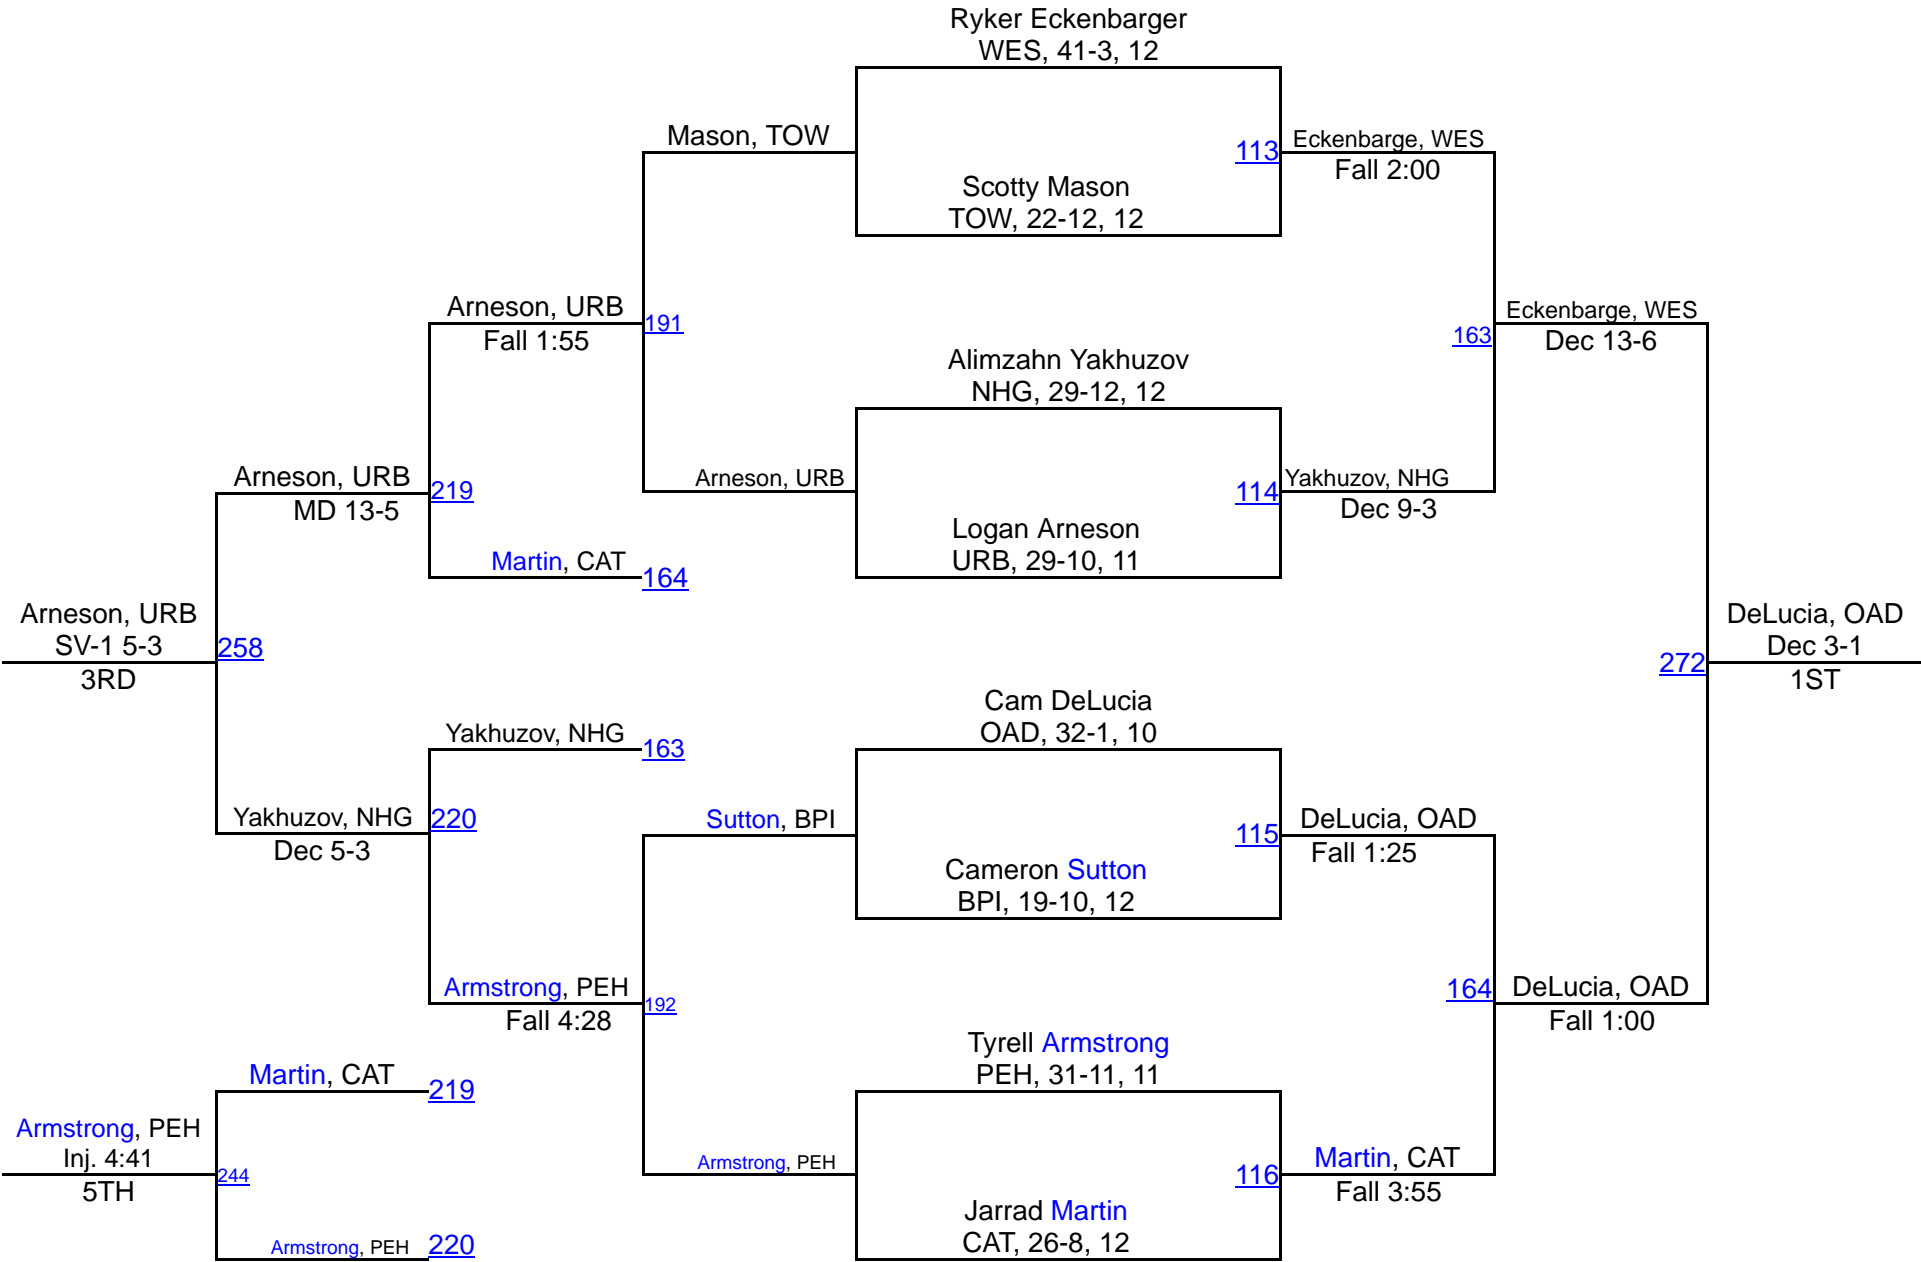 Ryker Eckenbarger
WES, 41-3, 12
Mason, TOW
113
Eckenbarge, WES
Fall 2:00
Scotty Mason
TOW, 22-12, 12
Arneson, URB
Fall 1:55
191
Eckenbarge, WES
Dec 13-6
163
Alimzahn Yakhuzov
NHG, 29-12, 12
Arneson, URB
MD 13-5
219
Arneson, URB
114
Yakhuzov, NHG
Dec 9-3
Logan Arneson
URB, 29-10, 11
Martin, CAT
164
Arneson, URB
SV-1 5-3
3RD
258
272
DeLucia, OAD
Dec 3-1
1ST
Cam DeLucia
OAD, 32-1, 10
Yakhuzov, NHG
163
Yakhuzov, NHG
Dec 5-3
220
Sutton, BPI
115
DeLucia, OAD
Fall 1:25
Cameron Sutton
BPI, 19-10, 12
Armstrong, PEH
Fall 4:28
192
164
DeLucia, OAD
Fall 1:00
Tyrell Armstrong
PEH, 31-11, 11
Martin, CAT
219
Armstrong, PEH
Inj. 4:41
5TH
244
Armstrong, PEH
116
Martin, CAT
Fall 3:55
Jarrad Martin
CAT, 26-8, 12
Armstrong, PEH
220